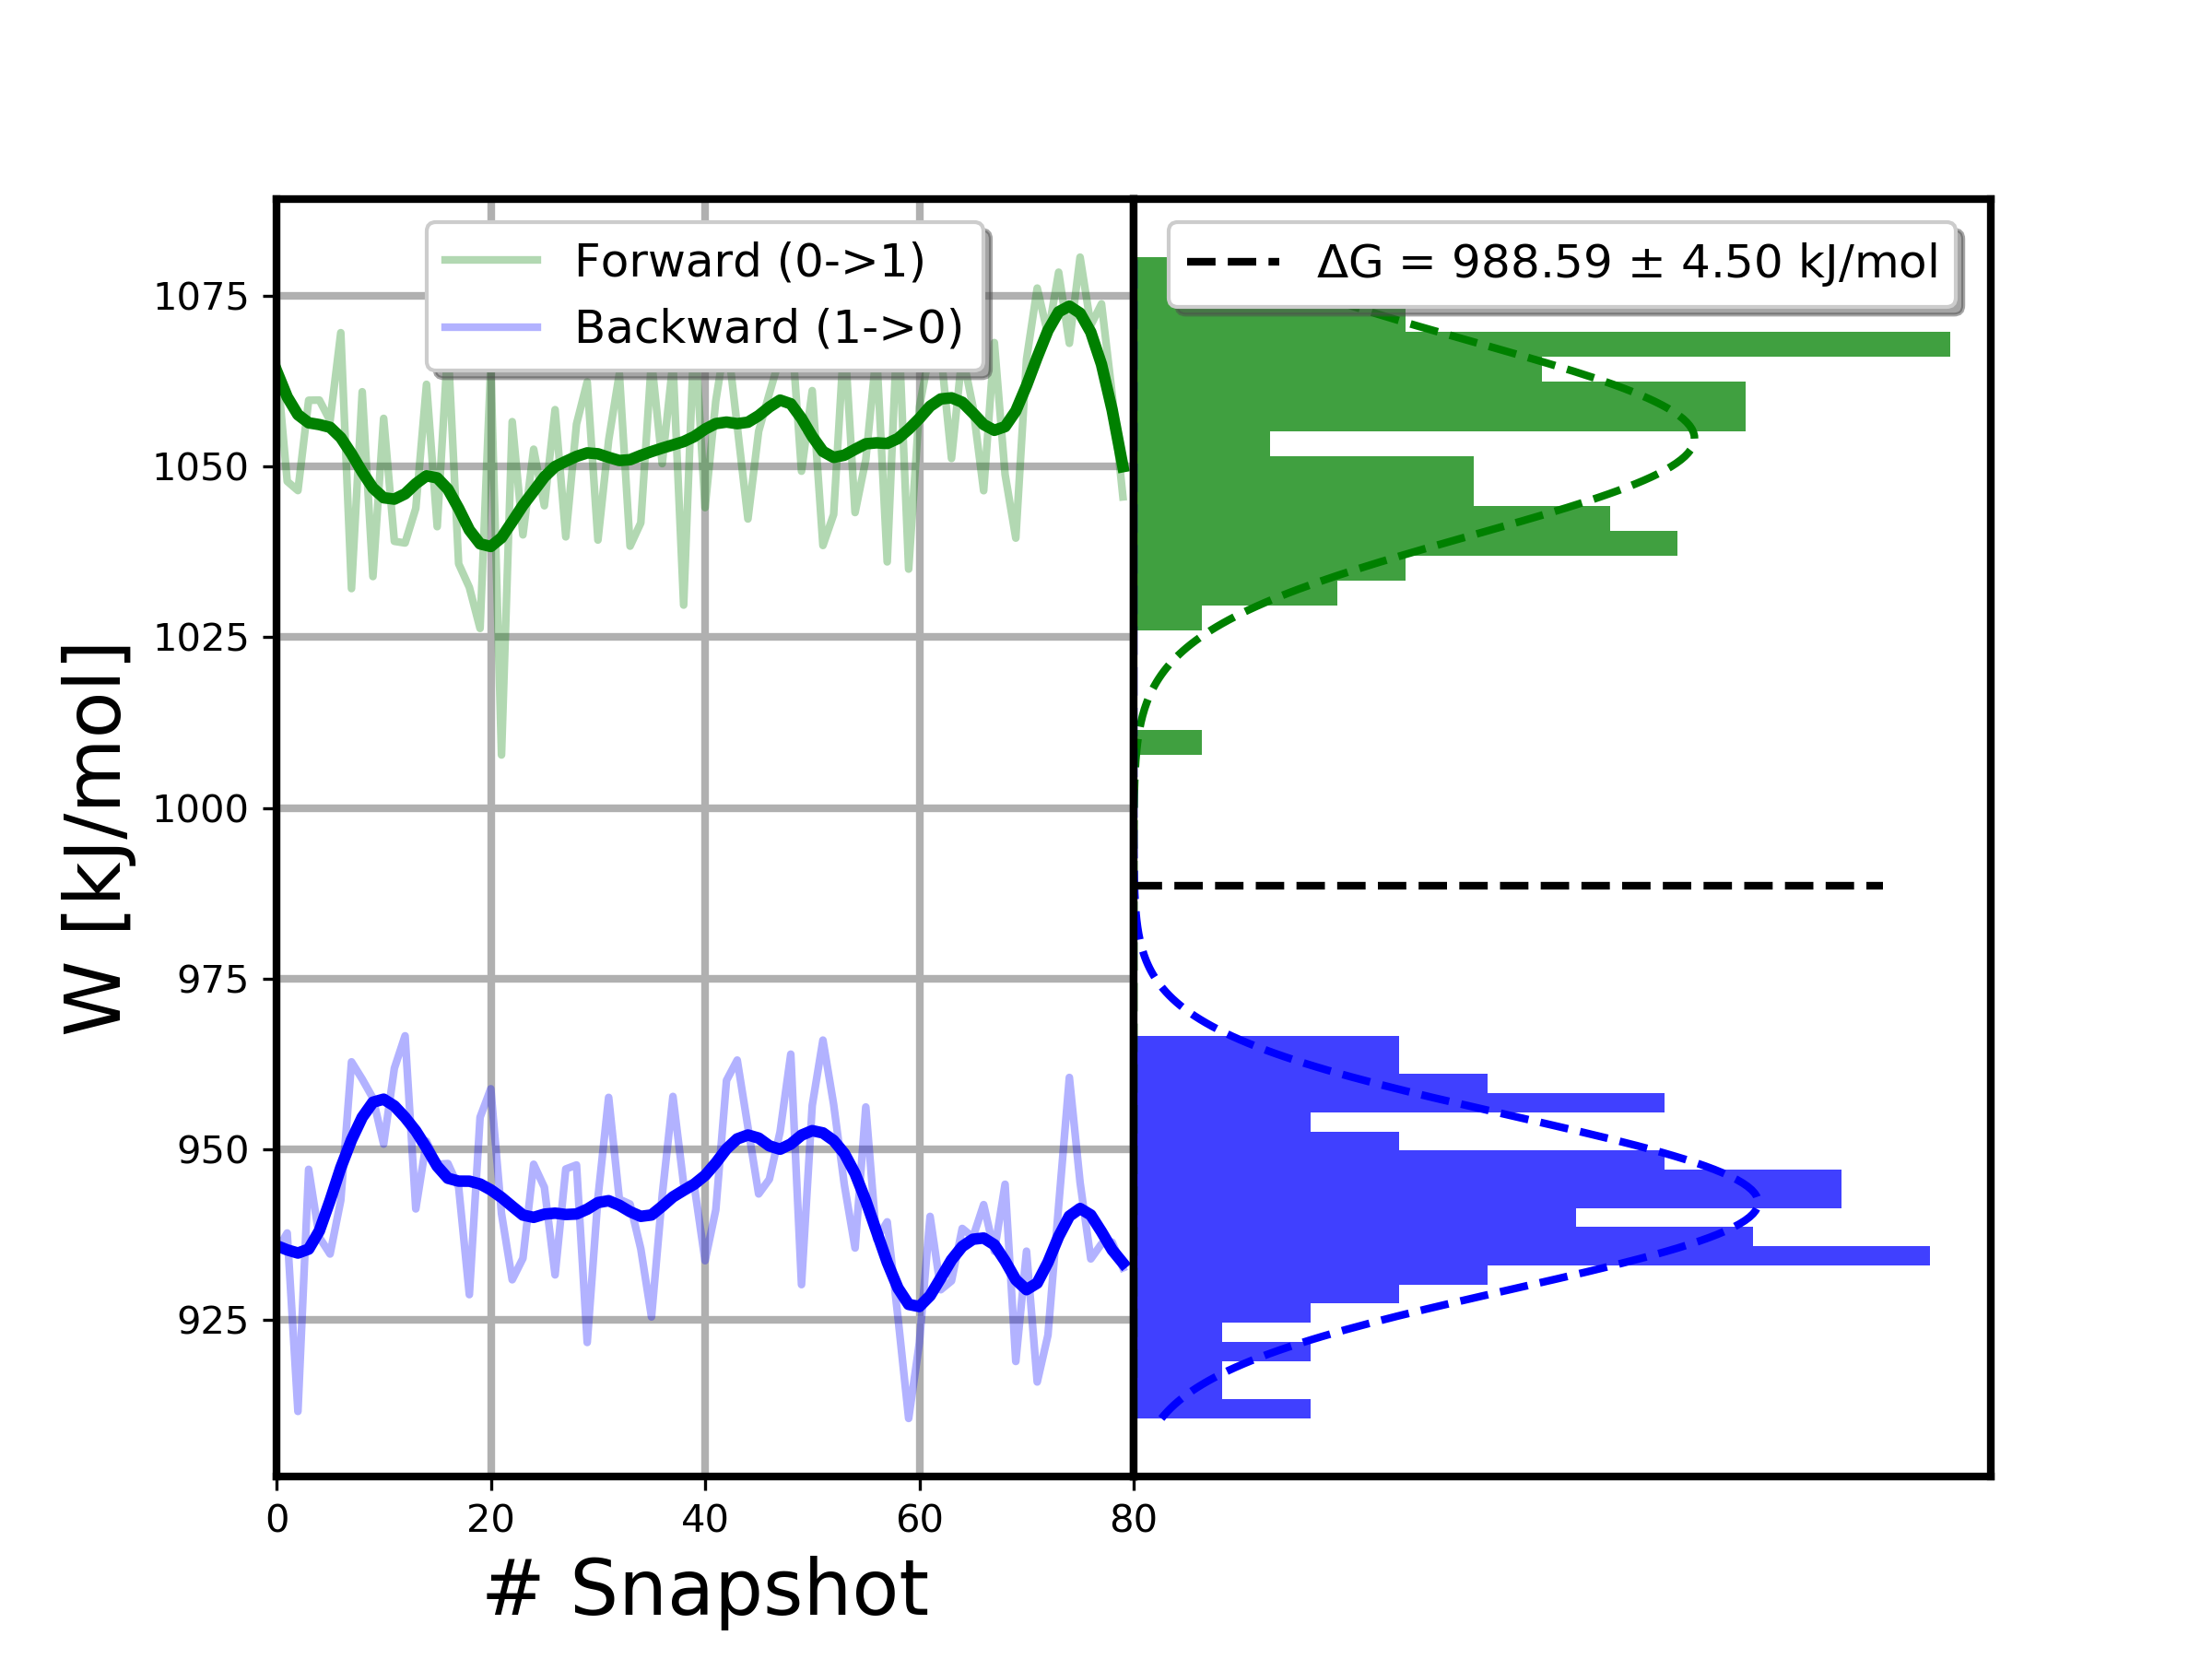 Forward (0->1)
Backward (1->0)
ΔG = 988.59 ± 4.50 kJ/mol
W [kJ/mol]
1075
1050
1025
1000
975
950
925
0 20 40 60 80
# Snapshot